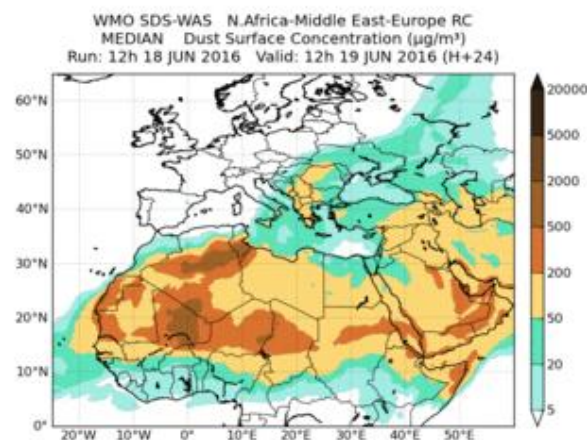 WMO SDS-WAS N.Africa-Middle East-Europe RC
MEDIAN Dust Surface Concentration (µg/m³)
Run: 12h 18 JUN 2016 Valid: 12h 19 JUN 2016 (H+24)
60°N
50°N
40°N
30°N
20°N
10°N
0°
20°W
10°W
0°
10°E
20°E
30°E
40°E
50°E
20000
5000
2000
500
200
50
20
5